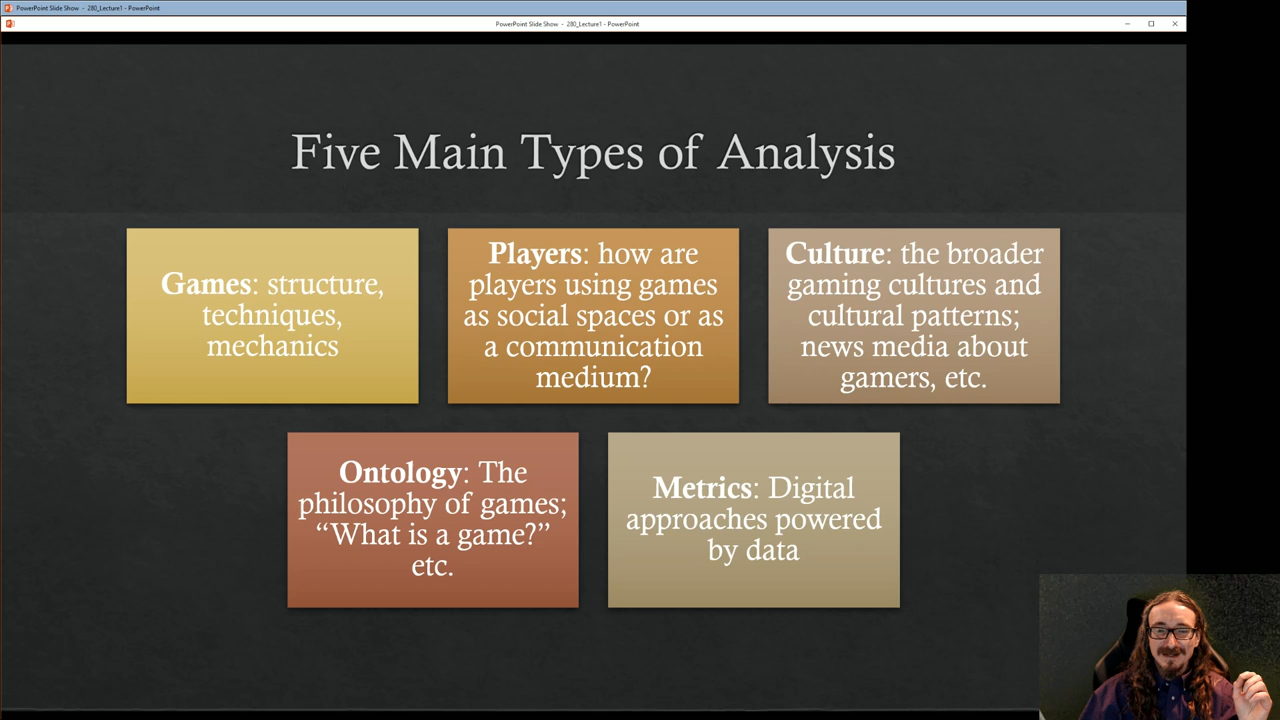 PowerPoint Slide Show - 280_Lecture1 - PowerPoint
PowerPoint Slide Show - 280_Lecture1 - PowerPoint
Five Main Types of Analysis
Games: structure,
techniques,
mechanics
Players: how are
players using games
as social spaces or as
a communication
medium?
Culture: the broader
gaming cultures and
cultural patterns;
news media about
gamers, etc.
Ontology: The
philosophy of games;
“What is a game?”
etc.
Metrics: Digital
approaches powered
by data